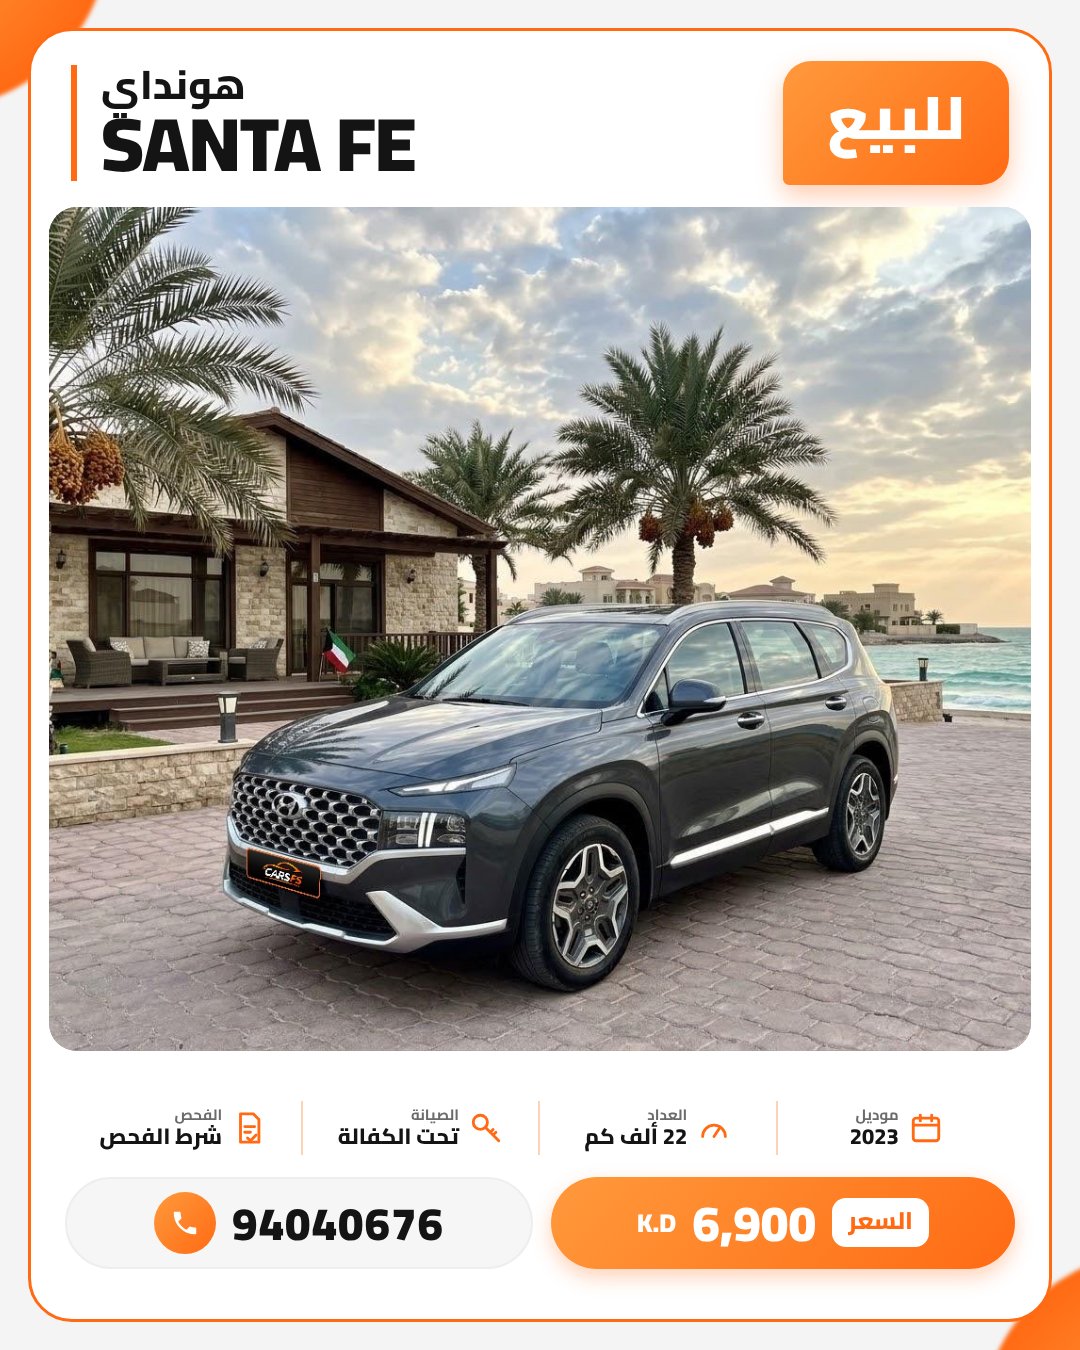 للبيع
هونداي
SANTA FE
CARSFS
موديل
2023
العداد
22 ألف كم
الصيانة
تحت الكفالة
الفحص
شرط الفحص
السعر 6,900 K.D
94040676